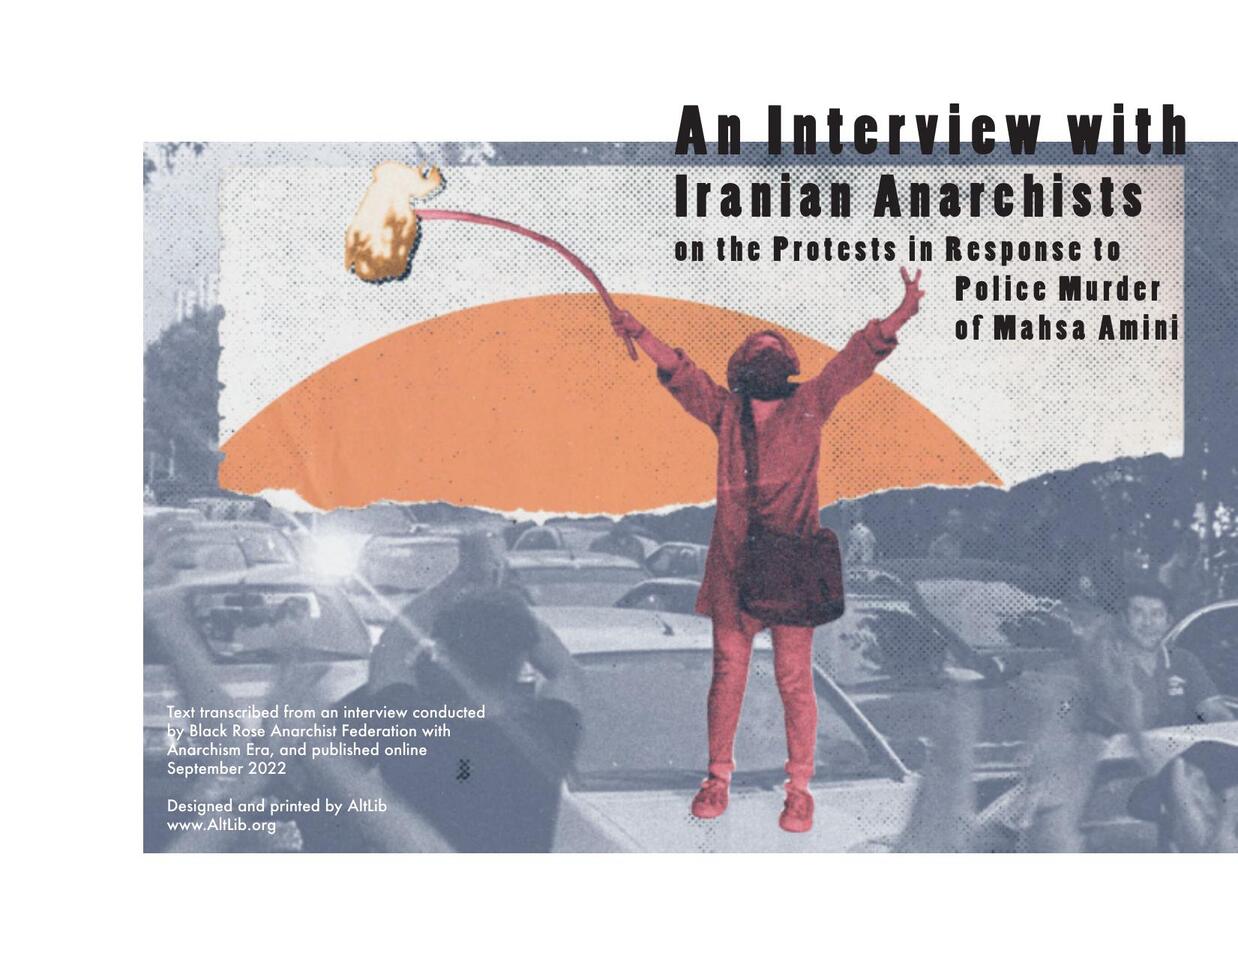 An Interview with
Iranian Anarchists
on the Protests in Response to
Police Murder
of Mahsa Amini
Text transcribed from an interview conducted
by Black Rose Anarchist Federation with
Anarchism Era, and published online
September 2022
Designed and printed by AltLib
www.AltLib.org